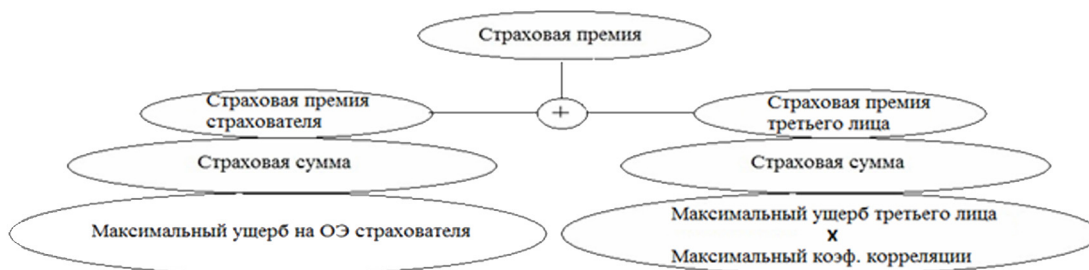 Страховая премия
Страховая премия
страхователя
+
Страховая премия
третьего лица
Страховая сумма
Страховая сумма
Максимальный ущерб на ОЭ страхователя
Максимальный ущерб третьего лица
X
Максимальный коэф. корреляции